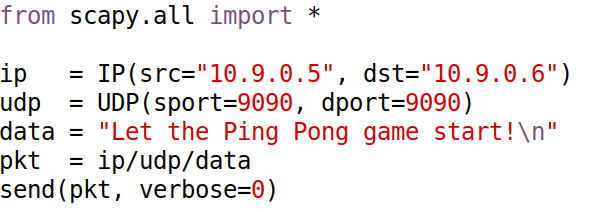 from scapy.all import *
ip   = IP(src="10.9.0.5", dst="10.9.0.6")
udp  = UDP(sport=9090, dport=9090)
data = "Let the Ping Pong game start!\n"
pkt  = ip/udp/data
send(pkt, verbose=0)